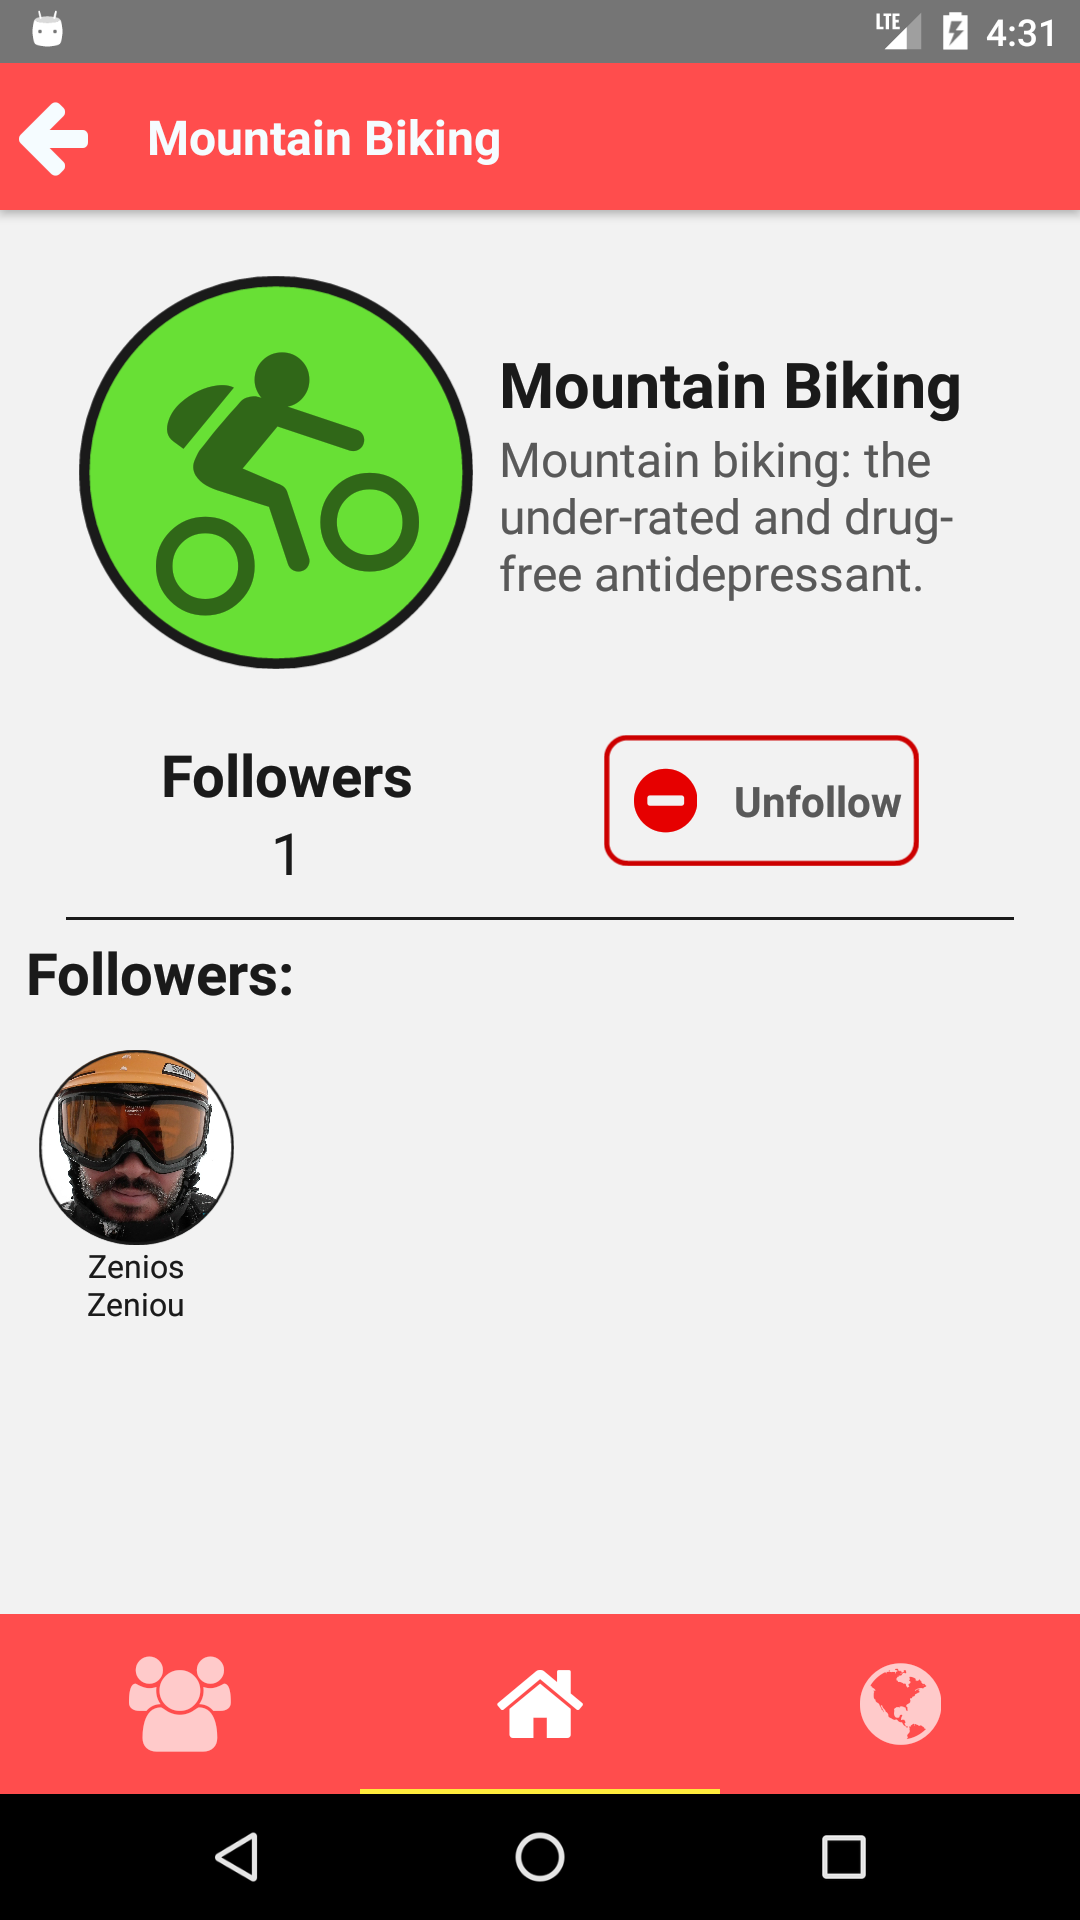 LTE 4:31
Mountain Biking
Mountain Biking
Mountain biking: the
under-rated and drug-
free antidepressant.
Followers
1
Unfollow
Followers:
Zenios
Zeniou